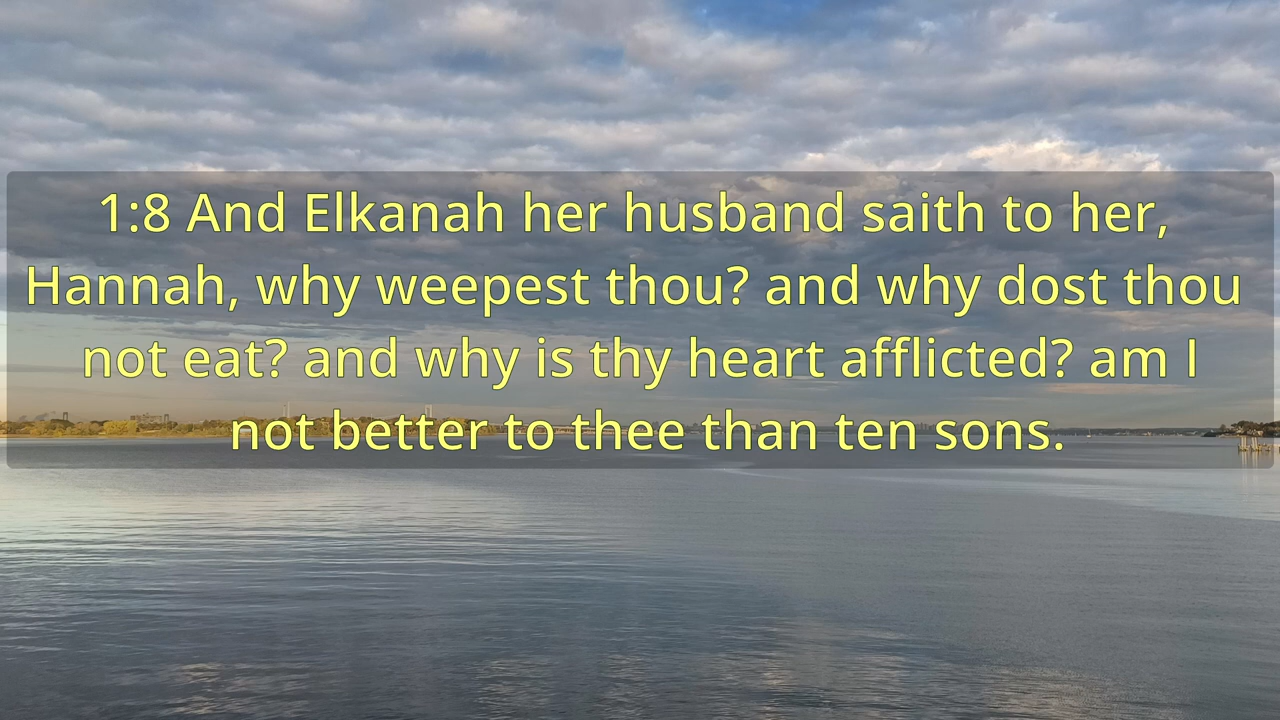 1:8 And Elkanah her husband saith to her,
Hannah, why weepest thou? and why dost thou
not eat? and why is thy heart afflicted? am I
not better to thee than ten sons.